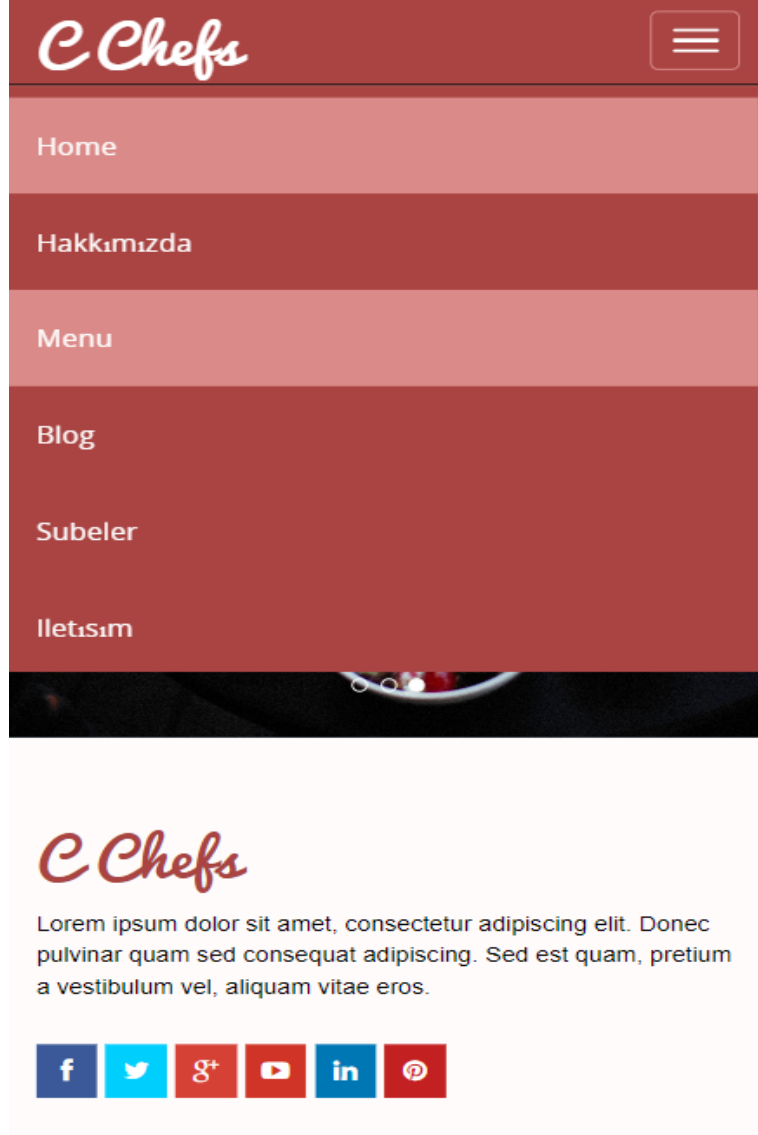 C Chefs
Home
Hakkımızda
Menu
Blog
Subeler
Iletısım
C Chefs
Lorem ipsum dolor sit amet, consectetur adipiscing elit. Donec
pulvinar quam sed consequat adipiscing. Sed est quam, pretium
a vestibulum vel, aliquam vitae eros.
f g+ in